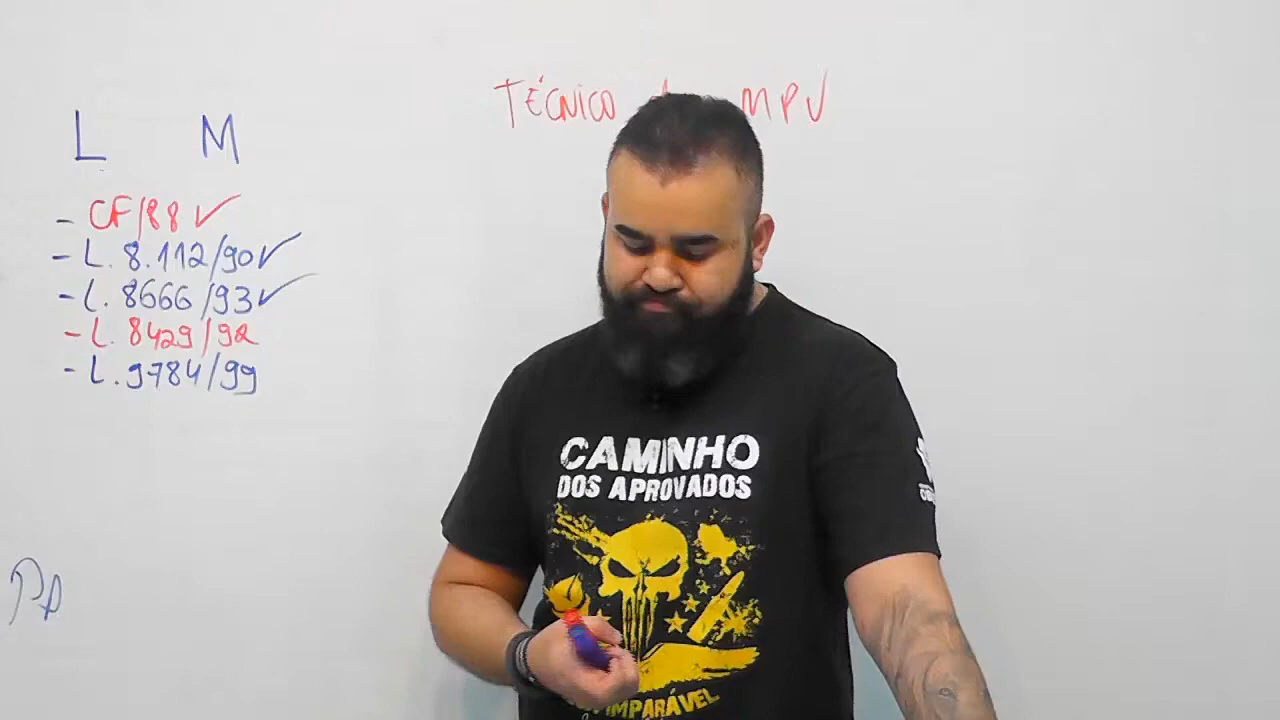 TÉCNICO MPU
L M
- CF/88 ✓
- L. 8.112/90 ✓
- L. 8666/93 ✓
- L. 8429/92
- L. 9784/99
CAMINHO
DOS APROVADOS
IMPARÁVEL